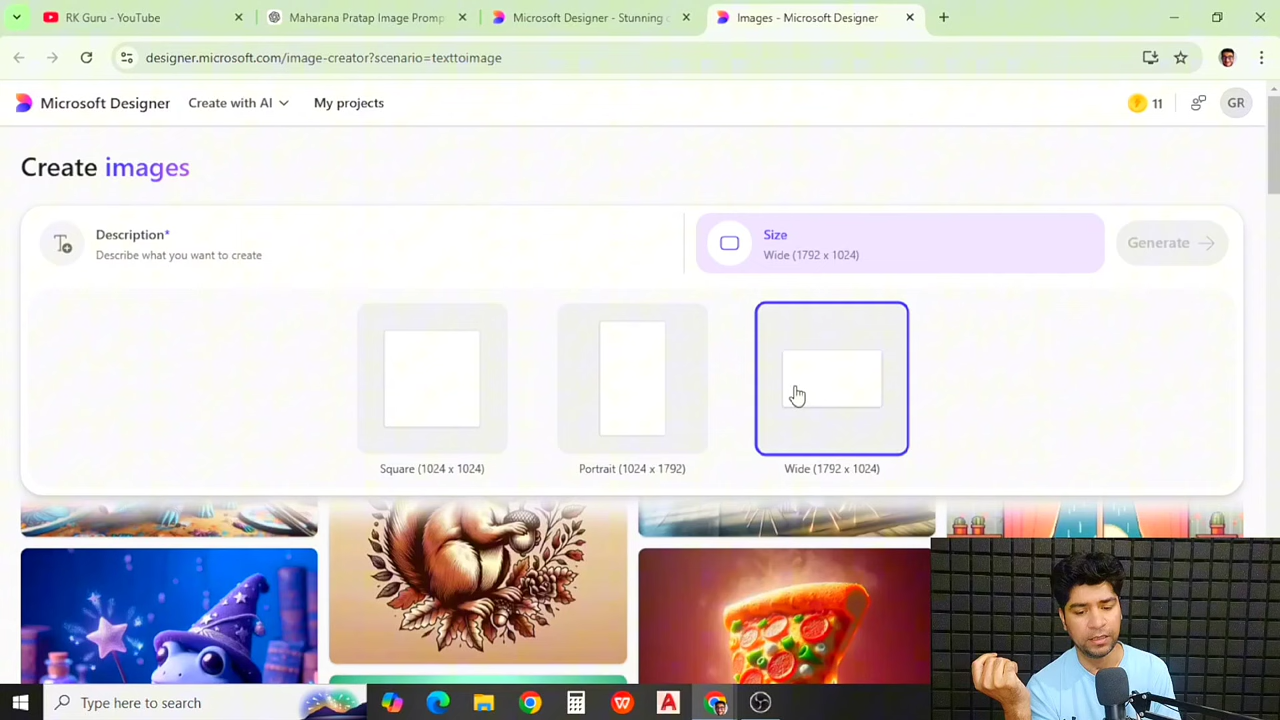 RK Guru - YouTube
Maharana Pratap Image Promp
Microsoft Designer - Stunning
Images - Microsoft Designer
designer.microsoft.com/image-creator?scenario=texttoimage
Microsoft Designer
Create with AI
My projects
11
GR
Create images
Description*
Describe what you want to create
Size
Wide (1792 x 1024)
Generate
Square (1024 x 1024)
Portrait (1024 x 1792)
Wide (1792 x 1024)
Type here to search